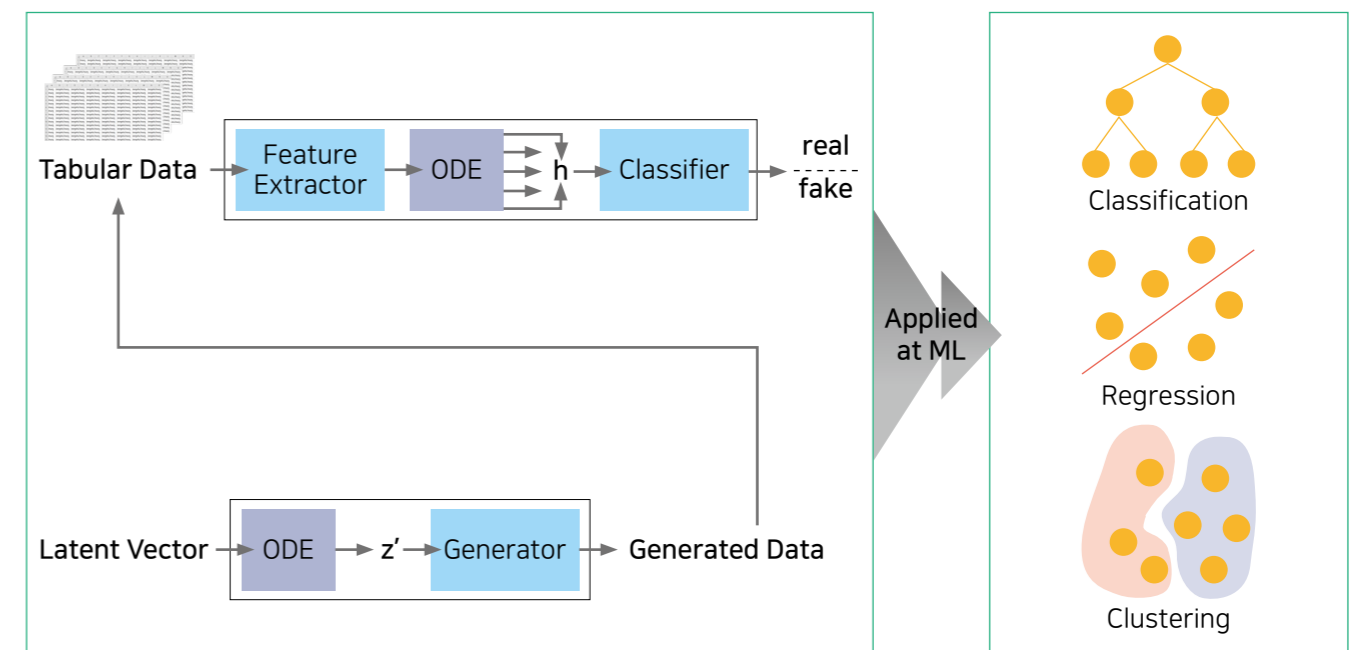 Tabular Data
Feature
Extractor
ODE
h
Classifier
real
fake
Latent Vector
ODE
z′
Generator
Generated Data
Applied
at ML
Classification
Regression
Clustering